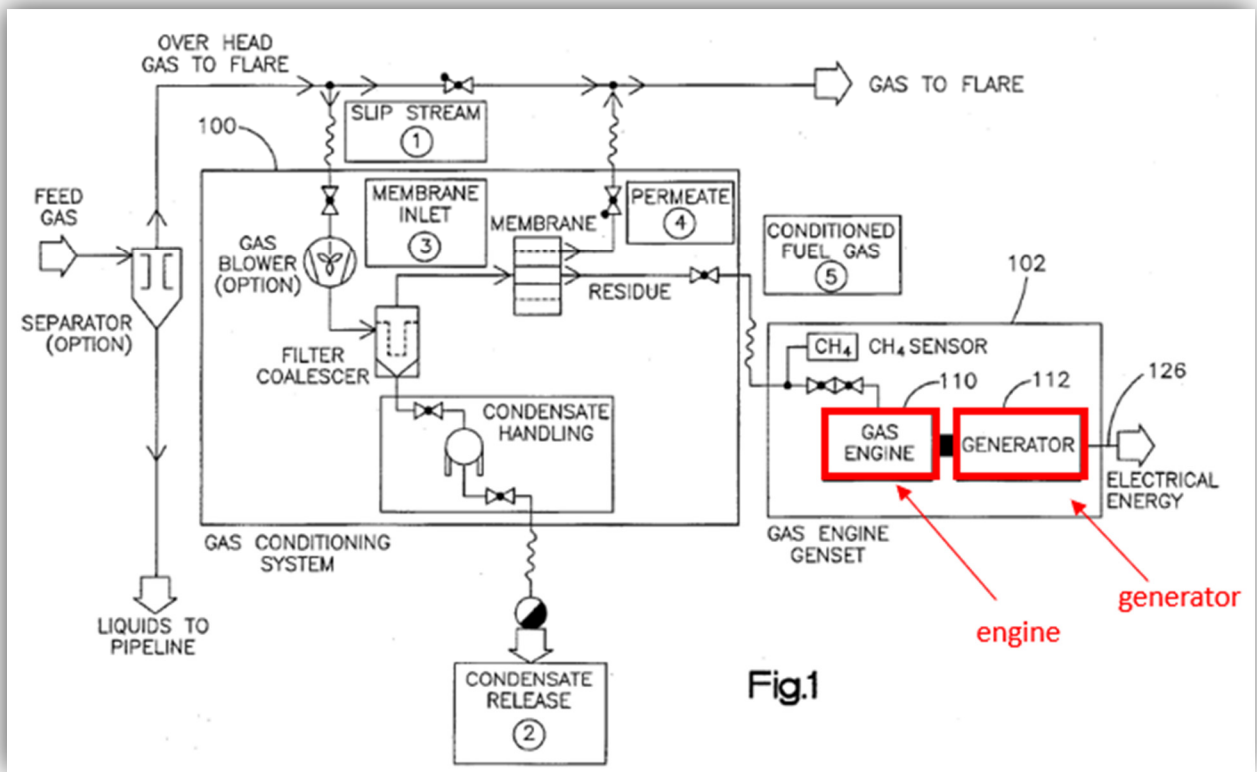 OVER HEAD
GAS TO FLARE
GAS TO FLARE
SLIP STREAM
1
100
FEED
GAS
MEMBRANE
INLET
3
MEMBRANE
PERMEATE
4
CONDITIONED
FUEL GAS
5
GAS
BLOWER
(OPTION)
RESIDUE
102
SEPARATOR
(OPTION)
FILTER
COALESCER
CH4
CH4 SENSOR
110
112
126
CONDENSATE
HANDLING
GAS
ENGINE
GENERATOR
ELECTRICAL
ENERGY
GAS CONDITIONING
SYSTEM
GAS ENGINE
GENSET
generator
engine
LIQUIDS TO
PIPELINE
CONDENSATE
RELEASE
2
Fig.1